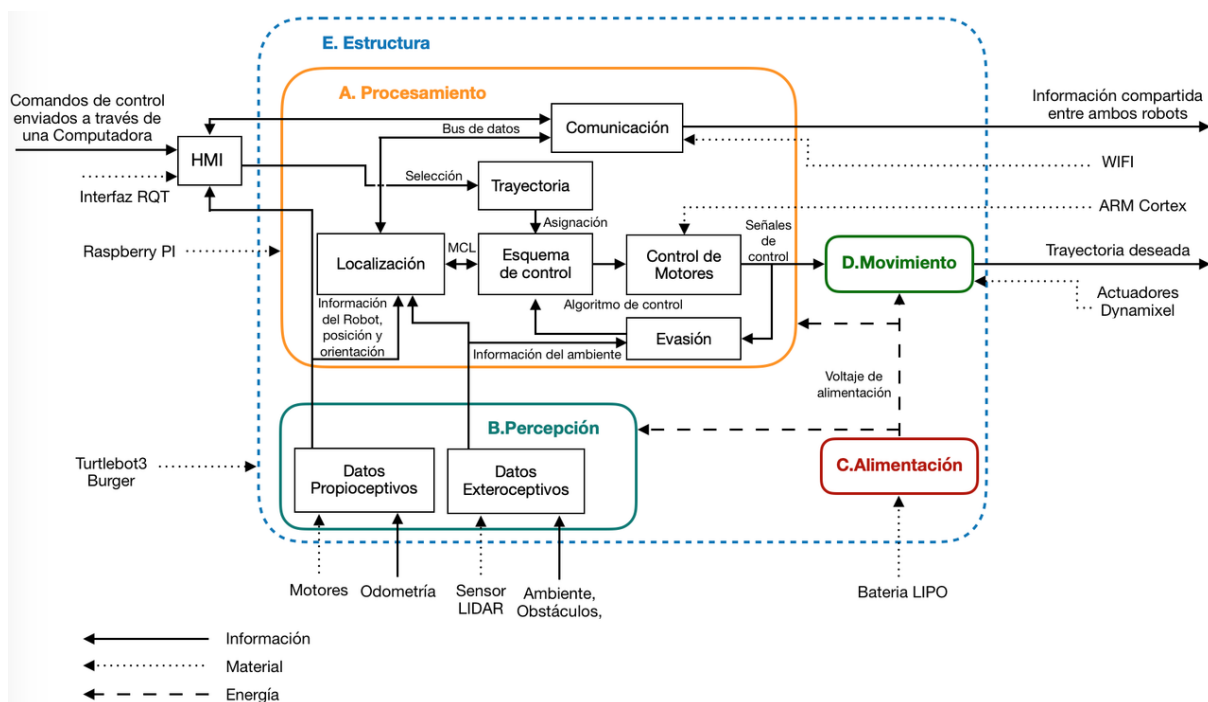 E. Estructura
A. Procesamiento
Comandos de control
enviados a través de
una Computadora
HMI
Interfaz RQT
Raspberry PI
Bus de datos
Comunicación
Información compartida
entre ambos robots
WIFI
Selección
Trayectoria
Asignación
ARM Cortex
Localización
MCL
Esquema
de control
Control de
Motores
Señales
de
control
D.Movimiento
Trayectoria deseada
Actuadores
Dynamixel
Información
del Robot,
posición y
orientación
Algoritmo de control
Evasión
Información del ambiente
Voltaje de
alimentación
B.Percepción
Turtlebot3
Burger
Datos
Propioceptivos
Datos
Exteroceptivos
C.Alimentación
Motores
Odometría
Sensor
LIDAR
Ambiente,
Obstáculos,
Bateria LIPO
Información
Material
Energía